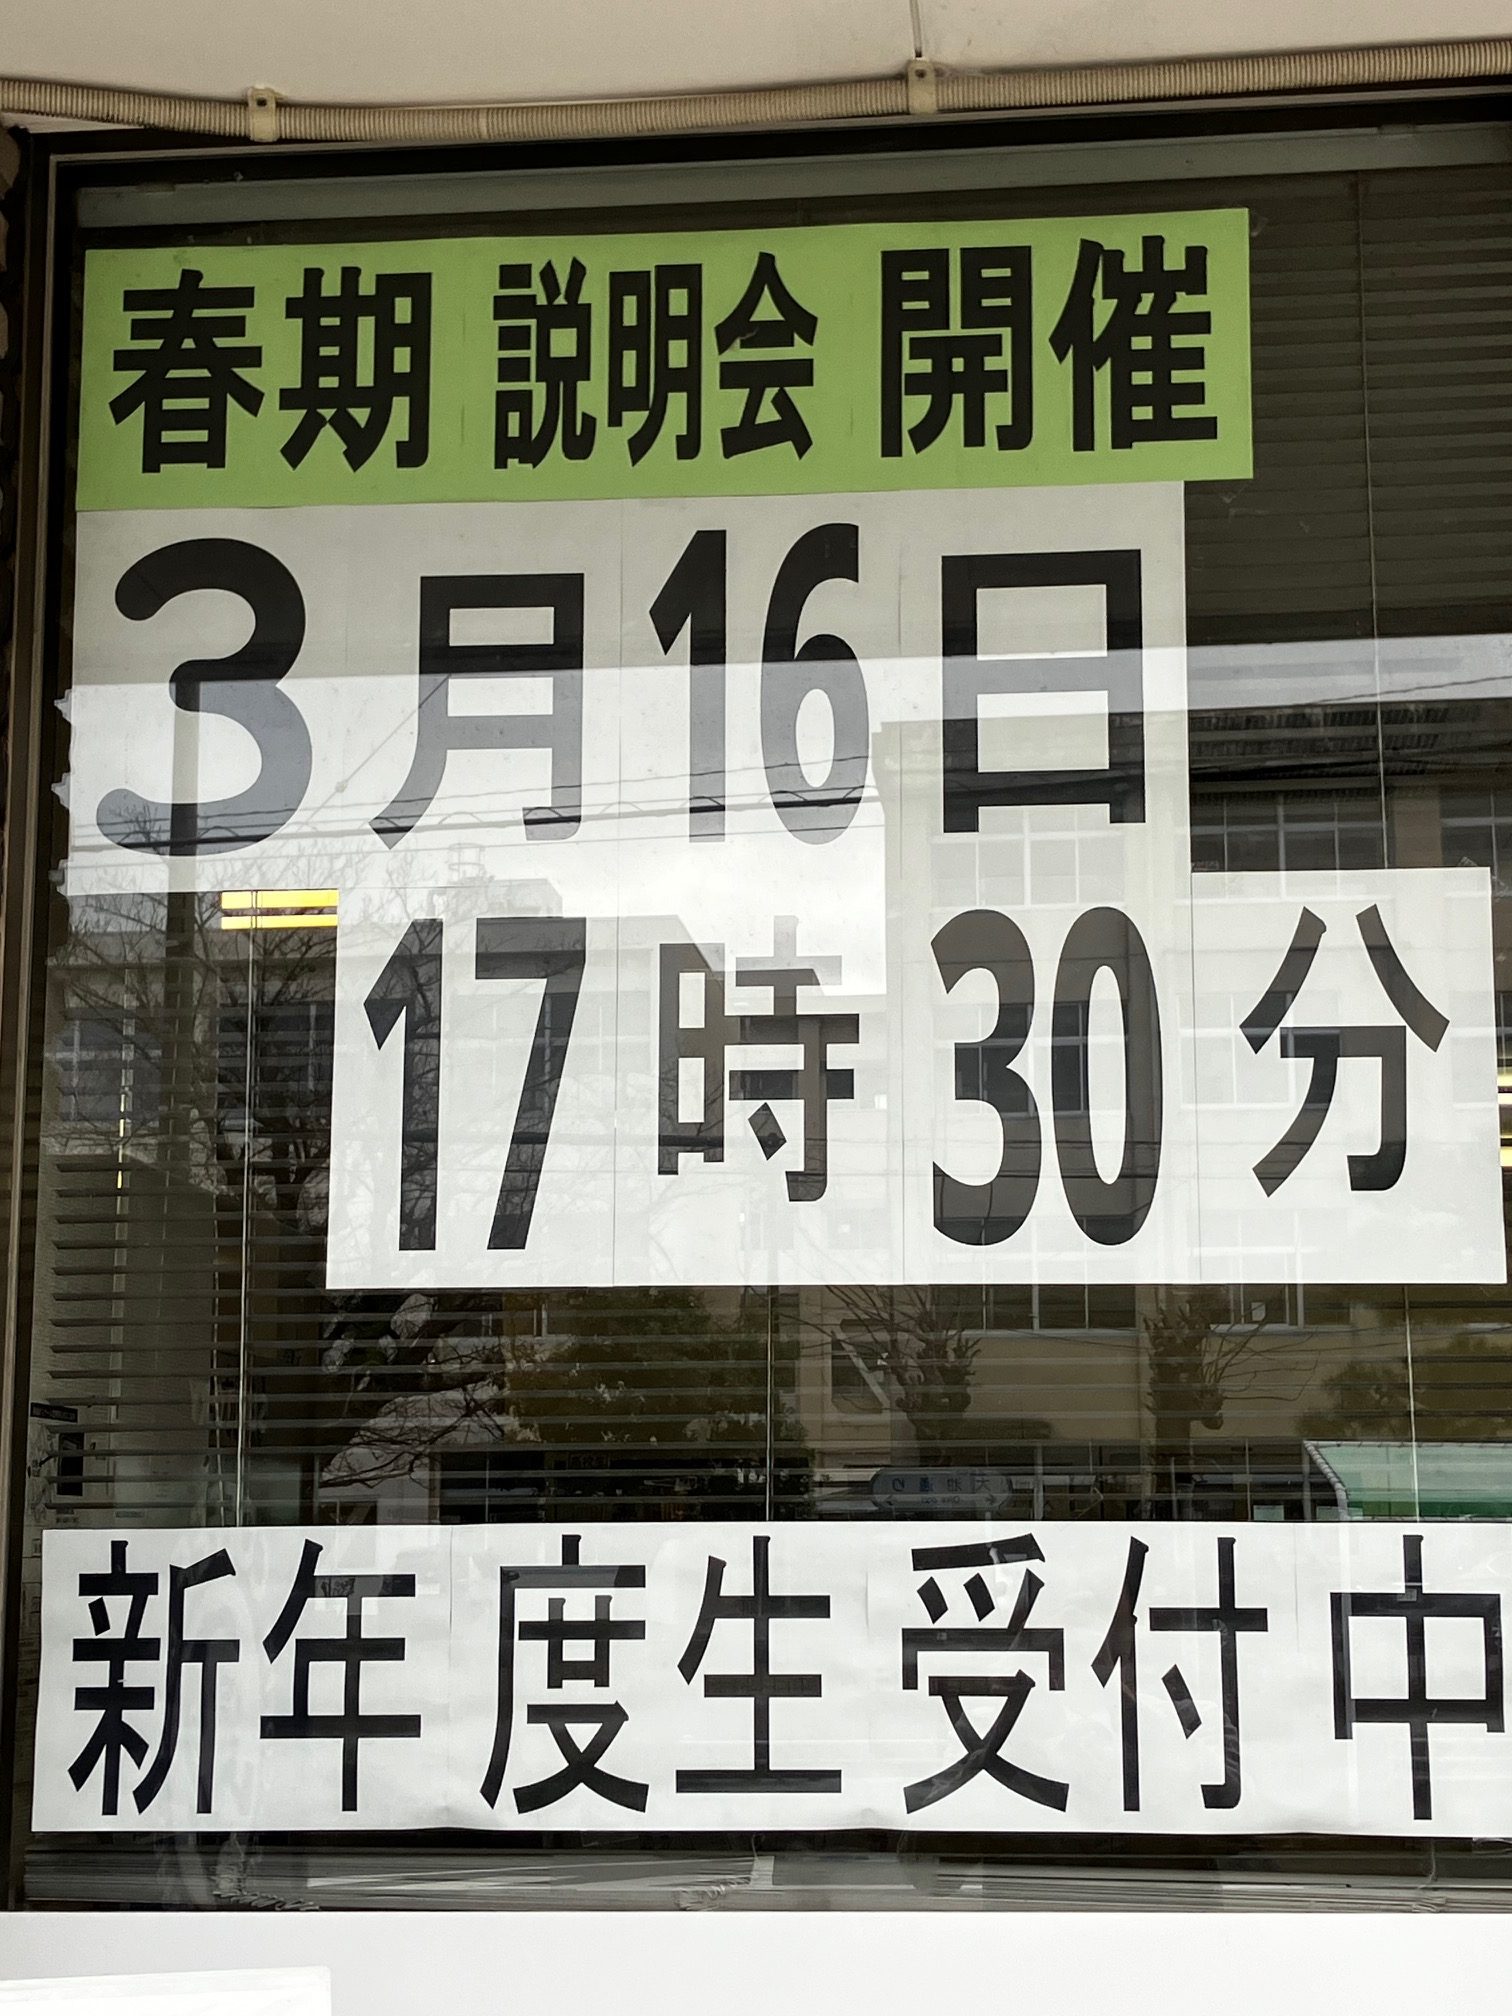 春期 説明会 開催
3月16日
17時30分
新年度生受付中